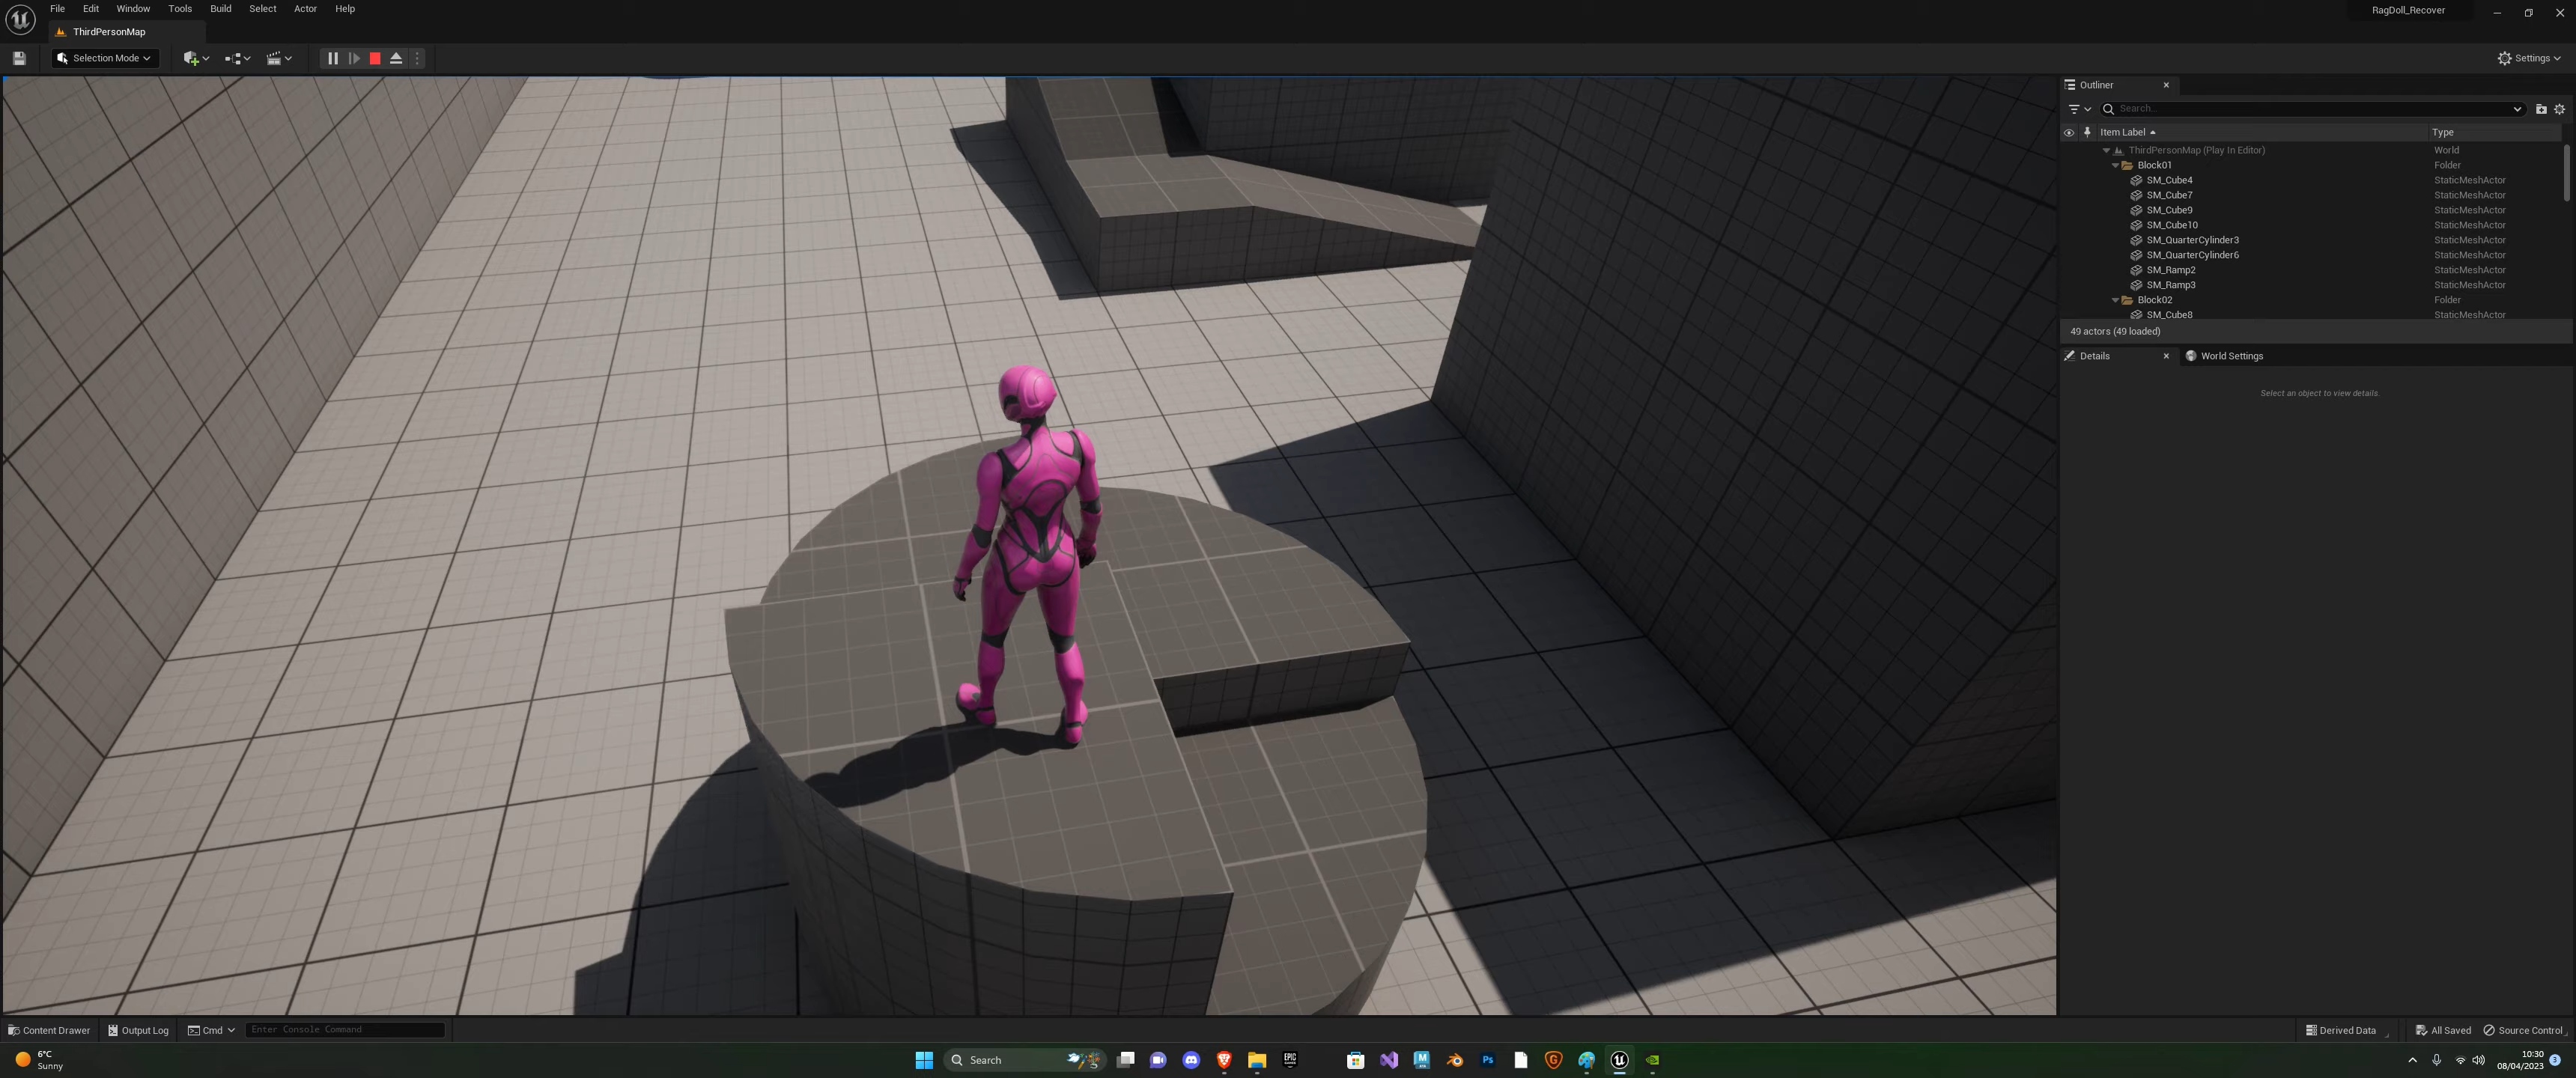 File Edit Window Tools Build Select Actor Help
RagDoll_Recover
ThirdPersonMap
Selection Mode
Settings
Outliner
Search...
Item Label Type
ThirdPersonMap (Play In Editor) World
Block01 Folder
SM_Cube4 StaticMeshActor
SM_Cube7 StaticMeshActor
SM_Cube9 StaticMeshActor
SM_Cube10 StaticMeshActor
SM_QuarterCylinder3 StaticMeshActor
SM_QuarterCylinder6 StaticMeshActor
SM_Ramp2 StaticMeshActor
SM_Ramp3 StaticMeshActor
Block02 Folder
SM_Cube8 StaticMeshActor
49 actors (49 loaded)
Details World Settings
Select an object to view details.
Content Drawer Output Log Cmd Enter Console Command Derived Data All Saved Source Control
6°C
Sunny
Search
EPIC
Ps
10:30
08/04/2023
3